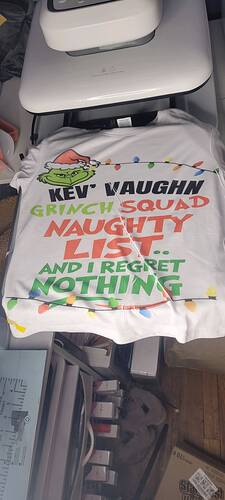 KEV' VAUGHN
GRINCH SQUAD
NAUGHTY
LIST..
AND I REGRET
NOTHING